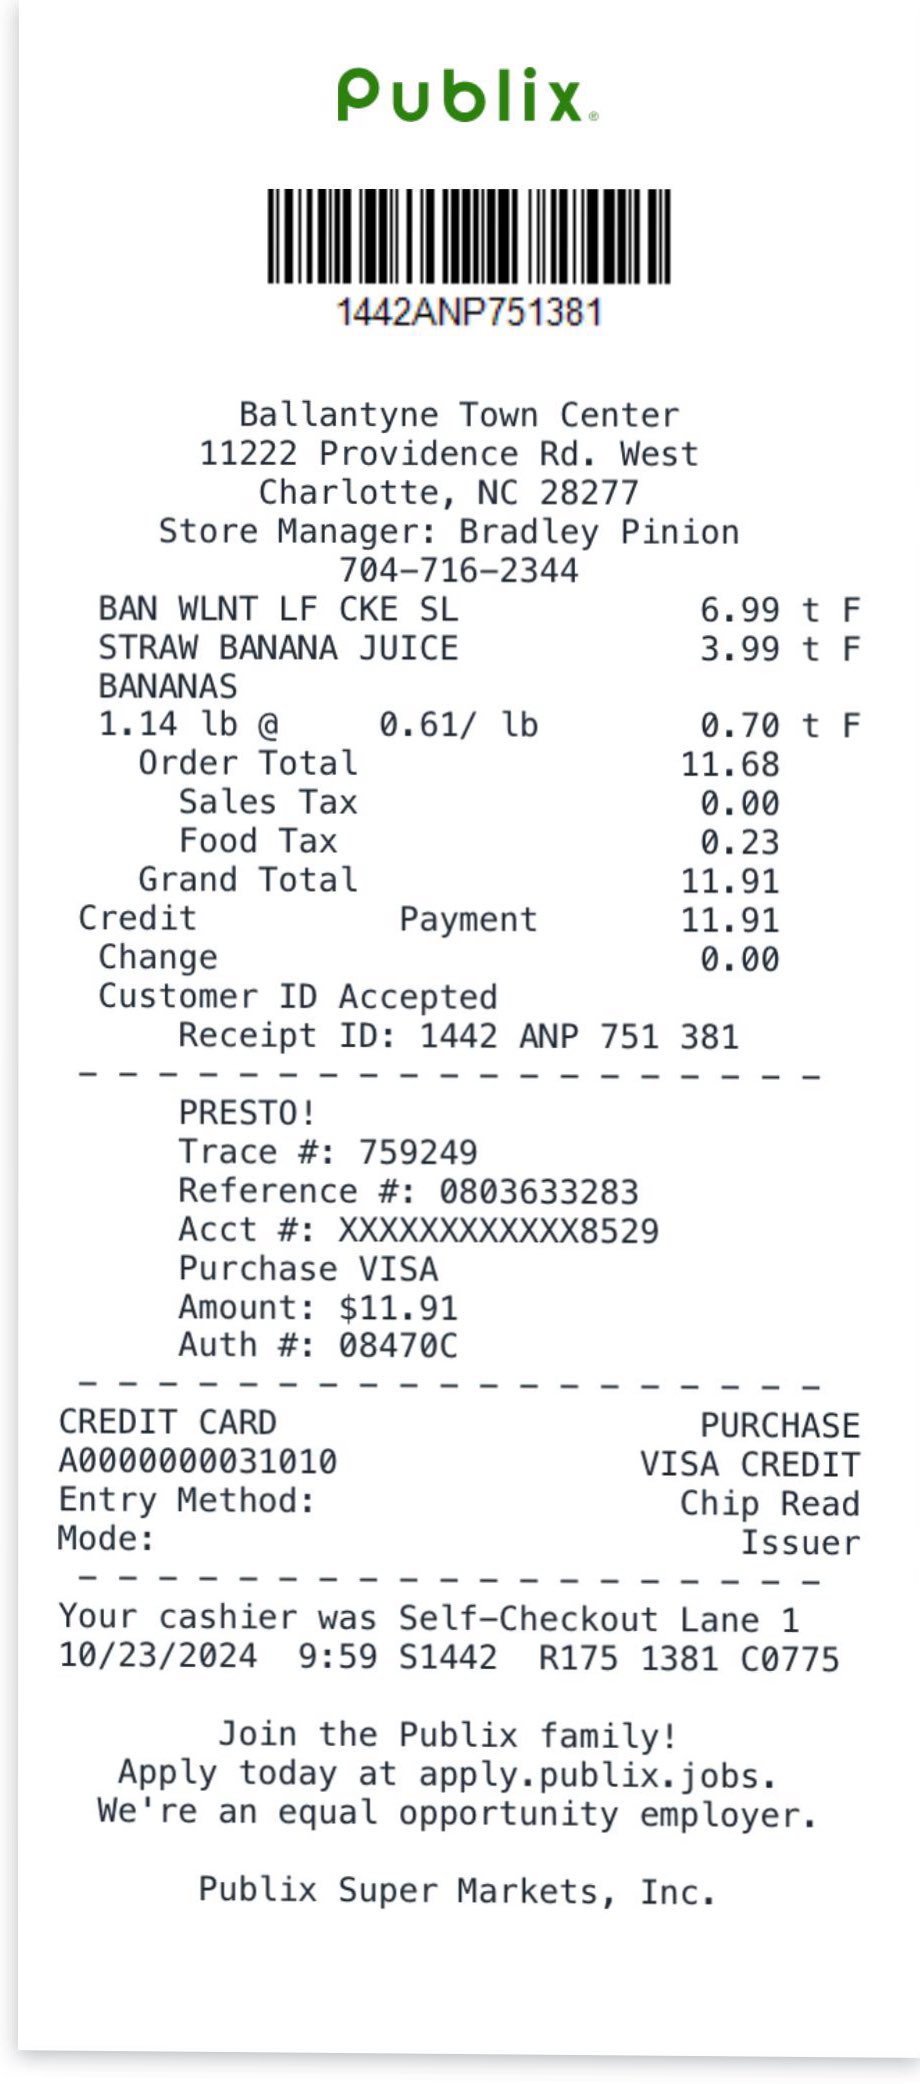 Publix®
1442ANP751381
Ballantyne Town Center
11222 Providence Rd. West
Charlotte, NC 28277
Store Manager: Bradley Pinion
704-716-2344
BAN WLNT LF CKE SL 6.99 t F
STRAW BANANA JUICE 3.99 t F
BANANAS
1.14 lb @ 0.61/ lb 0.70 t F
Order Total 11.68
Sales Tax 0.00
Food Tax 0.23
Grand Total 11.91
Credit Payment 11.91
Change 0.00
Customer ID Accepted
Receipt ID: 1442 ANP 751 381
- - - - - - - - - - - - - - - - - - -
PRESTO!
Trace #: 759249
Reference #: 0803633283
Acct #: XXXXXXXXXXXX8529
Purchase VISA
Amount: $11.91
Auth #: 08470C
- - - - - - - - - - - - - - - - - - -
CREDIT CARD PURCHASE
A0000000031010 VISA CREDIT
Entry Method: Chip Read
Mode: Issuer
- - - - - - - - - - - - - - - - - - -
Your cashier was Self-Checkout Lane 1
10/23/2024 9:59 S1442 R175 1381 C0775
Join the Publix family!
Apply today at apply.publix.jobs.
We're an equal opportunity employer.
Publix Super Markets, Inc.